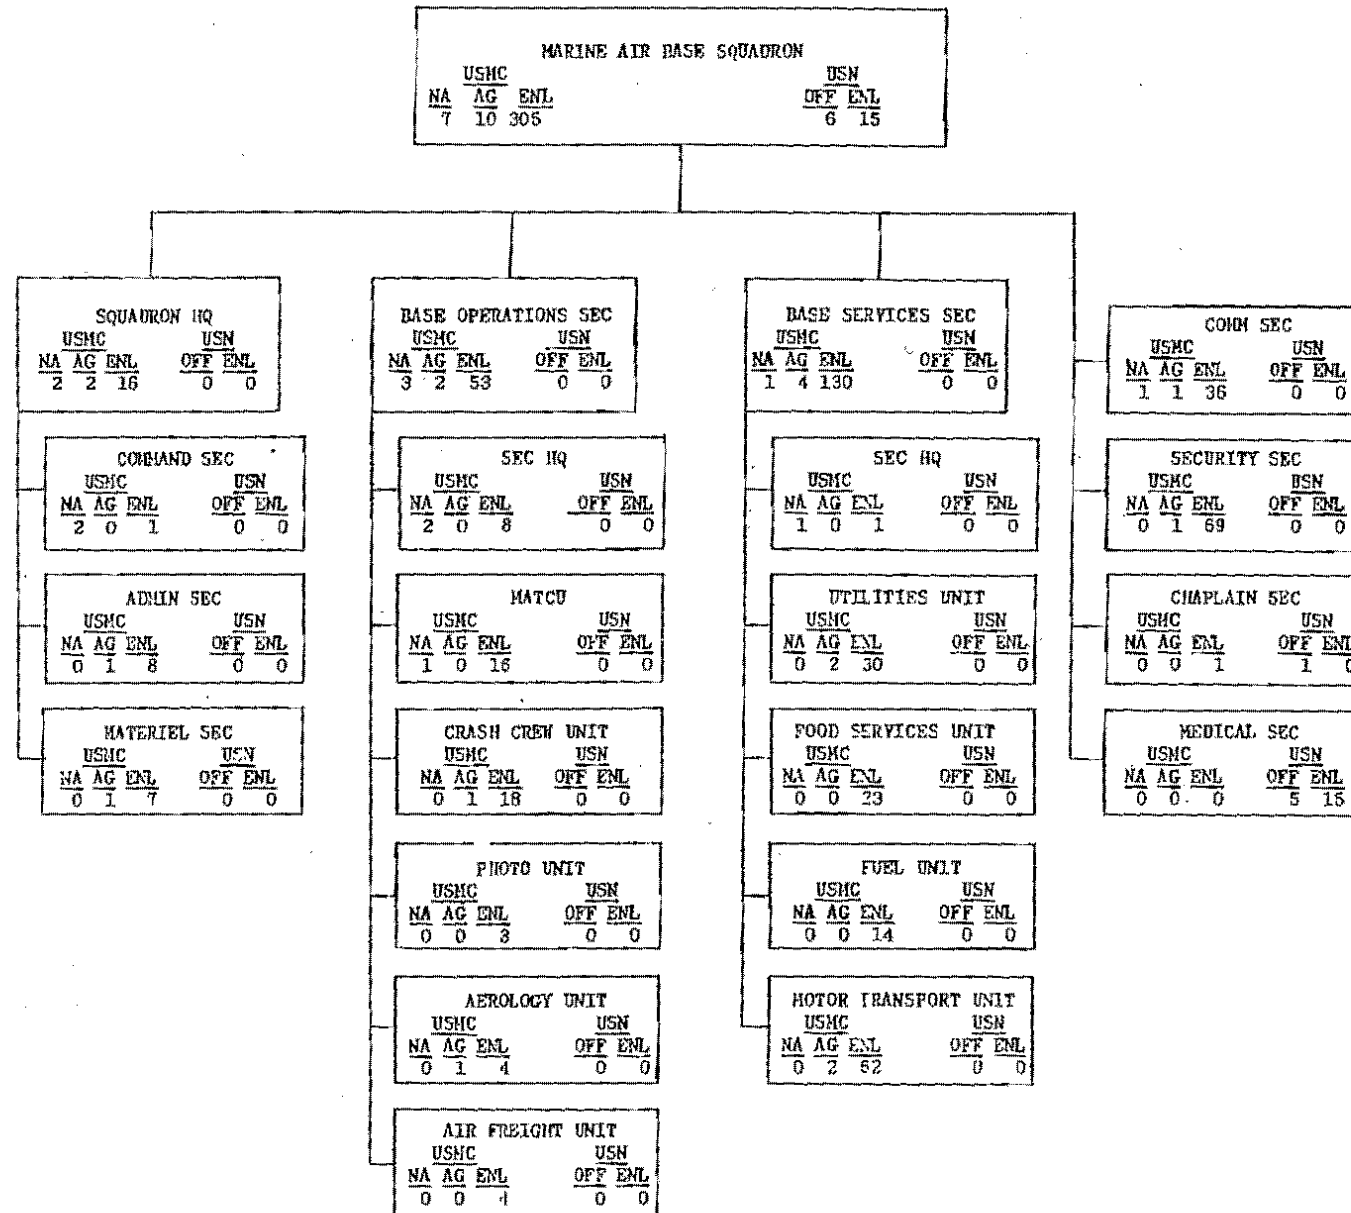 MARINE AIR BASE SQUADRON
USMC USN
NA AG ENL OFF ENL
7 10 305 6 15
SQUADRON HQ
USMC USN
NA AG ENL OFF ENL
2 2 16 0 0
COMMAND SEC
USMC USN
NA AG ENL OFF ENL
2 0 1 0 0
ADMIN SEC
USMC USN
NA AG ENL OFF ENL
0 1 8 0 0
MATERIEL SEC
USMC USN
NA AG ENL OFF ENL
0 1 7 0 0
BASE OPERATIONS SEC
USMC USN
NA AG ENL OFF ENL
3 2 53 0 0
SEC HQ
USMC USN
NA AG ENL OFF ENL
2 0 8 0 0
MATCU
USMC USN
NA AG ENL OFF ENL
1 0 16 0 0
CRASH CREW UNIT
USMC USN
NA AG ENL OFF ENL
0 1 18 0 0
PHOTO UNIT
USMC USN
NA AG ENL OFF ENL
0 0 3 0 0
AEROLOGY UNIT
USMC USN
NA AG ENL OFF ENL
0 1 4 0 0
AIR FREIGHT UNIT
USMC USN
NA AG ENL OFF ENL
0 0 4 0 0
BASE SERVICES SEC
USMC USN
NA AG ENL OFF ENL
1 4 130 0 0
SEC HQ
USMC USN
NA AG ENL OFF ENL
1 0 1 0 0
UTILITIES UNIT
USMC USN
NA AG ENL OFF ENL
0 2 30 0 0
FOOD SERVICES UNIT
USMC USN
NA AG ENL OFF ENL
0 0 23 0 0
FUEL UNIT
USMC USN
NA AG ENL OFF ENL
0 0 14 0 0
MOTOR TRANSPORT UNIT
USMC USN
NA AG ENL OFF ENL
0 2 62 0 0
COMM SEC
USMC USN
NA AG ENL OFF ENL
1 1 36 0 0
SECURITY SEC
USMC USN
NA AG ENL OFF ENL
0 1 69 0 0
CHAPLAIN SEC
USMC USN
NA AG ENL OFF ENL
0 0 1 1 0
MEDICAL SEC
USMC USN
NA AG ENL OFF ENL
0 0 0 5 15